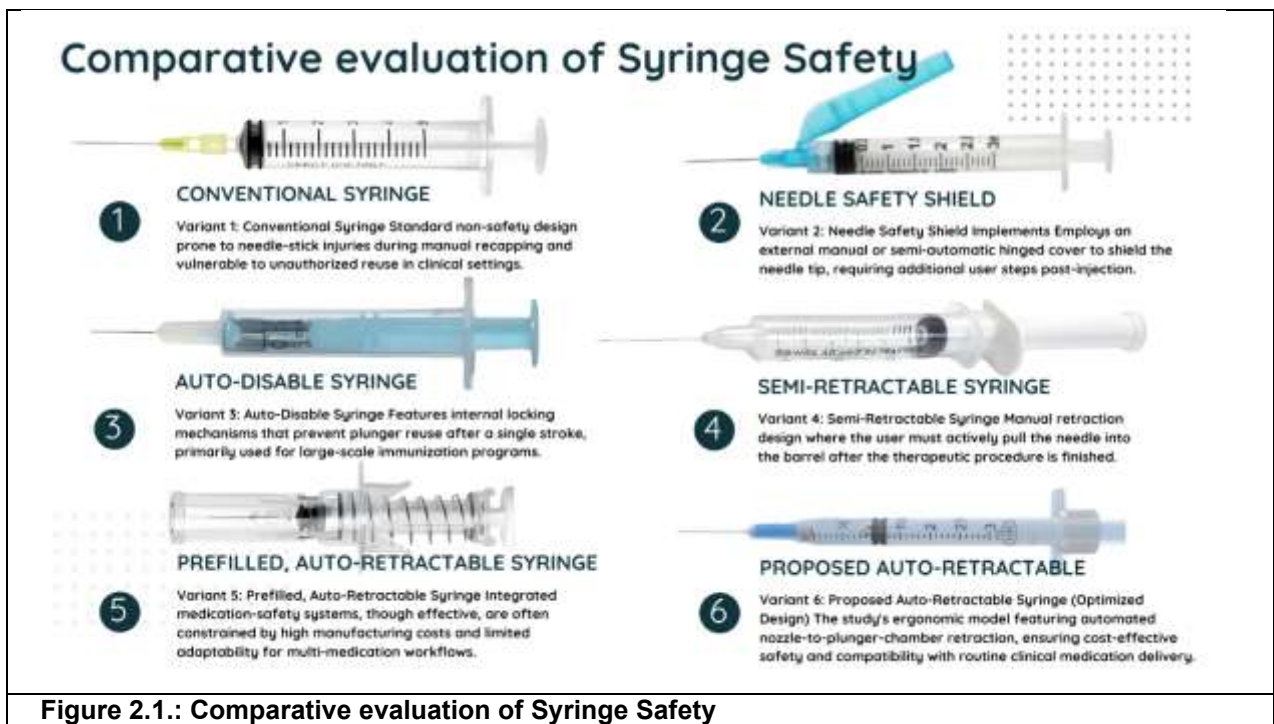 Comparative evaluation of Syringe Safety
CONVENTIONAL SYRINGE
1
Variant 1: Conventional Syringe Standard non-safety design
prone to needle-stick injuries during manual recapping and
vulnerable to unauthorized reuse in clinical settings.
NEEDLE SAFETY SHIELD
2
Variant 2: Needle Safety Shield Implements Employs an
external manual or semi-automatic hinged cover to shield the
needle tip, requiring additional user steps post-injection.
AUTO-DISABLE SYRINGE
3
Variant 3: Auto-Disable Syringe Features internal locking
mechanisms that prevent plunger reuse after a single stroke,
primarily used for large-scale immunization programs.
SEMI-RETRACTABLE SYRINGE
4
Variant 4: Semi-Retractable Syringe Manual retraction
design where the user must actively pull the needle into
the barrel after the therapeutic procedure is finished.
PREFILLED, AUTO-RETRACTABLE SYRINGE
5
Variant 5: Prefilled, Auto-Retractable Syringe Integrated
medication-safety systems, though effective, are often
constrained by high manufacturing costs and limited
adaptability for multi-medication workflows.
PROPOSED AUTO-RETRACTABLE
6
Variant 6: Proposed Auto-Retractable Syringe (Optimized
Design) The study's ergonomic model featuring automated
nozzle-to-plunger-chamber retraction, ensuring cost-effective
safety and compatibility with routine clinical medication delivery.
Figure 2.1.: Comparative evaluation of Syringe Safety